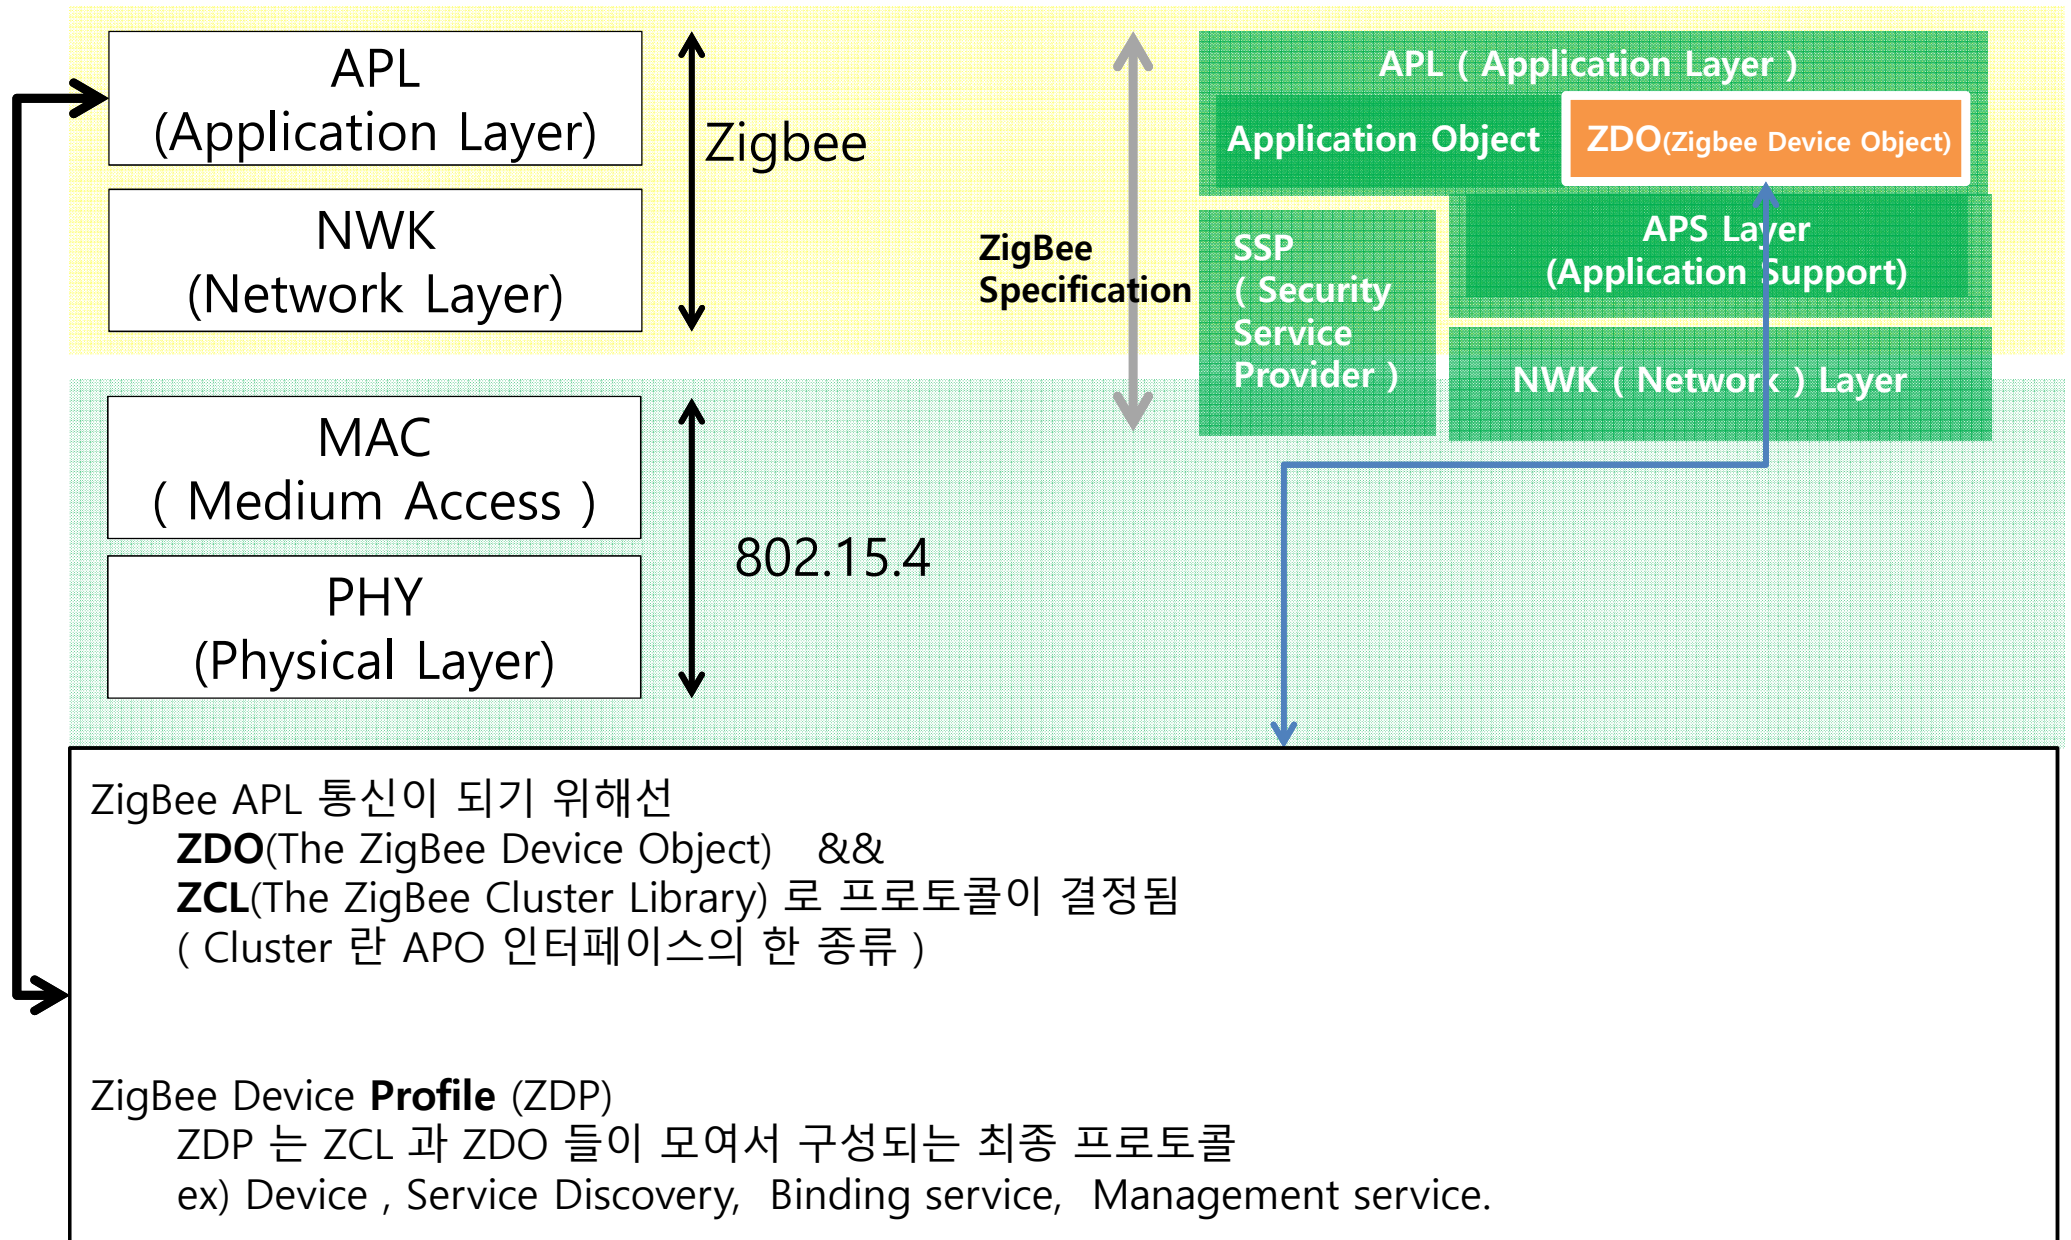 APL
(Application Layer)
NWK
(Network Layer)
Zigbee
MAC
( Medium Access )
PHY
(Physical Layer)
802.15.4
ZigBee
Specification
APL ( Application Layer )
Application Object
ZDO(Zigbee Device Object)
SSP
( Security
Service
Provider )
APS Layer
(Application Support)
NWK ( Network ) Layer
ZigBee APL 통신이 되기 위해선
ZDO(The ZigBee Device Object) &&
ZCL(The ZigBee Cluster Library) 로 프로토콜이 결정됨
( Cluster 란 APO 인터페이스의 한 종류 )
ZigBee Device Profile (ZDP)
ZDP 는 ZCL 과 ZDO 들이 모여서 구성되는 최종 프로토콜
ex) Device , Service Discovery, Binding service, Management service.